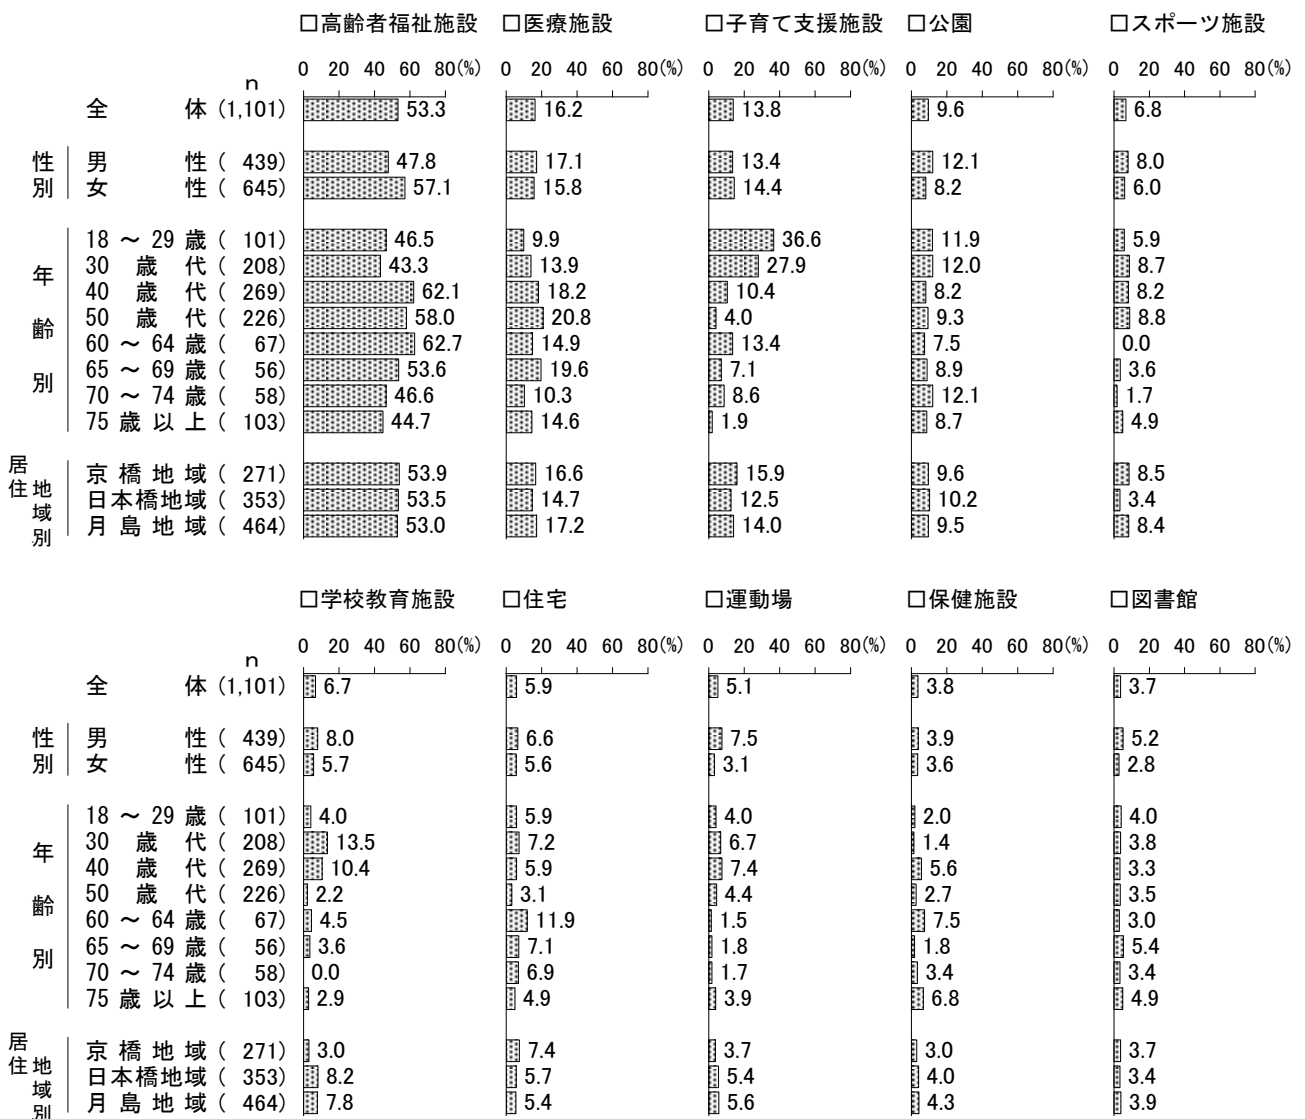 □高齢者福祉施設 □医療施設 □子育て支援施設 □公園 □スポーツ施設
0 20 40 60 80(%) 0 20 40 60 80(%) 0 20 40 60 80(%) 0 20 40 60 80(%) 0 20 40 60 80(%)
n
全体 (1,101) 53.3 16.2 13.8 9.6 6.8
性別
男性 ( 439) 47.8 17.1 13.4 12.1 8.0
女性 ( 645) 57.1 15.8 14.4 8.2 6.0
年齢別
18 ～ 29 歳 ( 101) 46.5 9.9 36.6 11.9 5.9
30 歳代 ( 208) 43.3 13.9 27.9 12.0 8.7
40 歳代 ( 269) 62.1 18.2 10.4 8.2 8.2
50 歳代 ( 226) 58.0 20.8 4.0 9.3 8.8
60 ～ 64 歳 ( 67) 62.7 14.9 13.4 7.5 0.0
65 ～ 69 歳 ( 56) 53.6 19.6 7.1 8.9 3.6
70 ～ 74 歳 ( 58) 46.6 10.3 8.6 12.1 1.7
75 歳以上 ( 103) 44.7 14.6 1.9 8.7 4.9
居住地域別
京橋地域 ( 271) 53.9 16.6 15.9 9.6 8.5
日本橋地域 ( 353) 53.5 14.7 12.5 10.2 3.4
月島地域 ( 464) 53.0 17.2 14.0 9.5 8.4
□学校教育施設 □住宅 □運動場 □保健施設 □図書館
0 20 40 60 80(%) 0 20 40 60 80(%) 0 20 40 60 80(%) 0 20 40 60 80(%) 0 20 40 60 80(%)
n
全体 (1,101) 6.7 5.9 5.1 3.8 3.7
性別
男性 ( 439) 8.0 6.6 7.5 3.9 5.2
女性 ( 645) 5.7 5.6 3.1 3.6 2.8
年齢別
18 ～ 29 歳 ( 101) 4.0 5.9 4.0 2.0 4.0
30 歳代 ( 208) 13.5 7.2 6.7 1.4 3.8
40 歳代 ( 269) 10.4 5.9 7.4 5.6 3.3
50 歳代 ( 226) 2.2 3.1 4.4 2.7 3.5
60 ～ 64 歳 ( 67) 4.5 11.9 1.5 7.5 3.0
65 ～ 69 歳 ( 56) 3.6 7.1 1.8 1.8 5.4
70 ～ 74 歳 ( 58) 0.0 6.9 1.7 3.4 3.4
75 歳以上 ( 103) 2.9 4.9 3.9 6.8 4.9
居住地域別
京橋地域 ( 271) 3.0 7.4 3.7 3.0 3.7
日本橋地域 ( 353) 8.2 5.7 5.4 4.0 3.4
月島地域 ( 464) 7.8 5.4 5.6 4.3 3.9